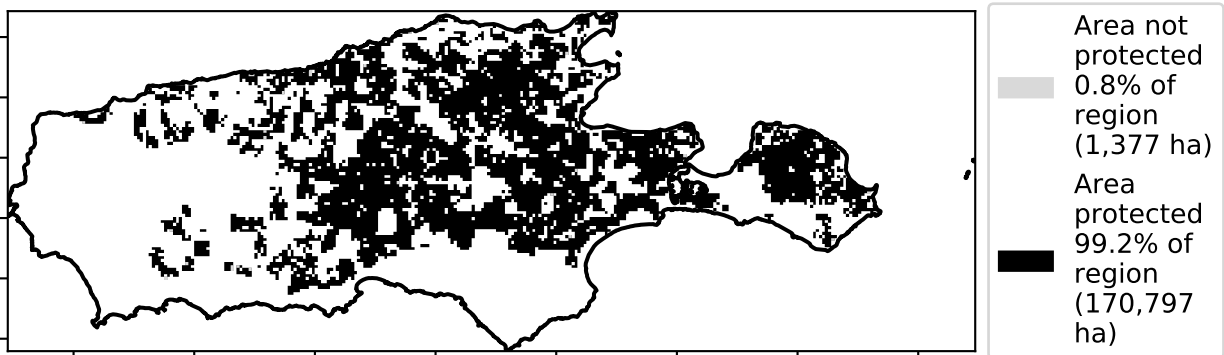 Area not
protected
0.8% of
region
(1,377 ha)
Area
protected
99.2% of
region
(170,797
ha)